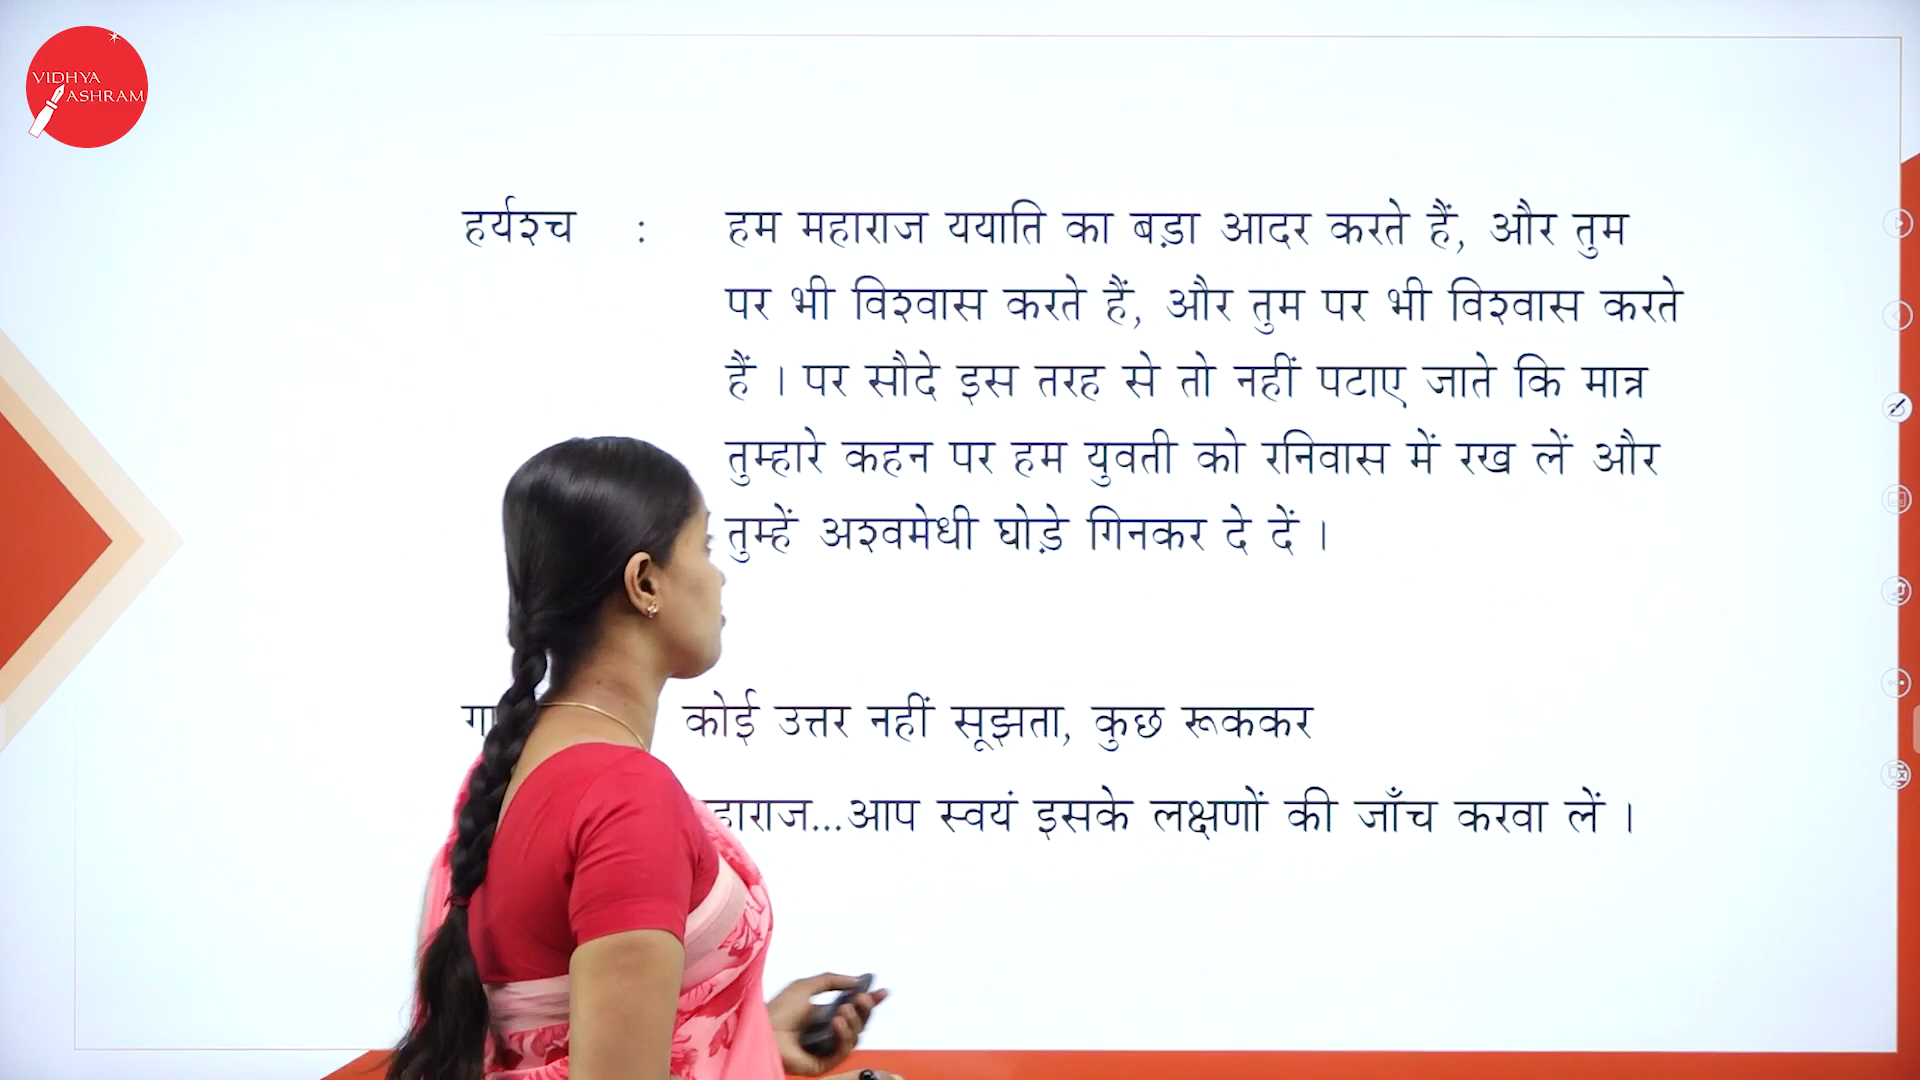 VIDHYA
ASHRAM
हर्यश्च : हम महाराज ययाति का बड़ा आदर करते हैं, और तुम
पर भी विश्वास करते हैं, और तुम पर भी विश्वास करते
हैं । पर सौदे इस तरह से तो नहीं पटाए जाते कि मात्र
तुम्हारे कहन पर हम युवती को रनिवास में रख लें और
तुम्हें अश्वमेधी घोड़े गिनकर दे दें ।
कोई उत्तर नहीं सूझता, कुछ रूककर
आप स्वयं इसके लक्षणों की जाँच करवा लें ।